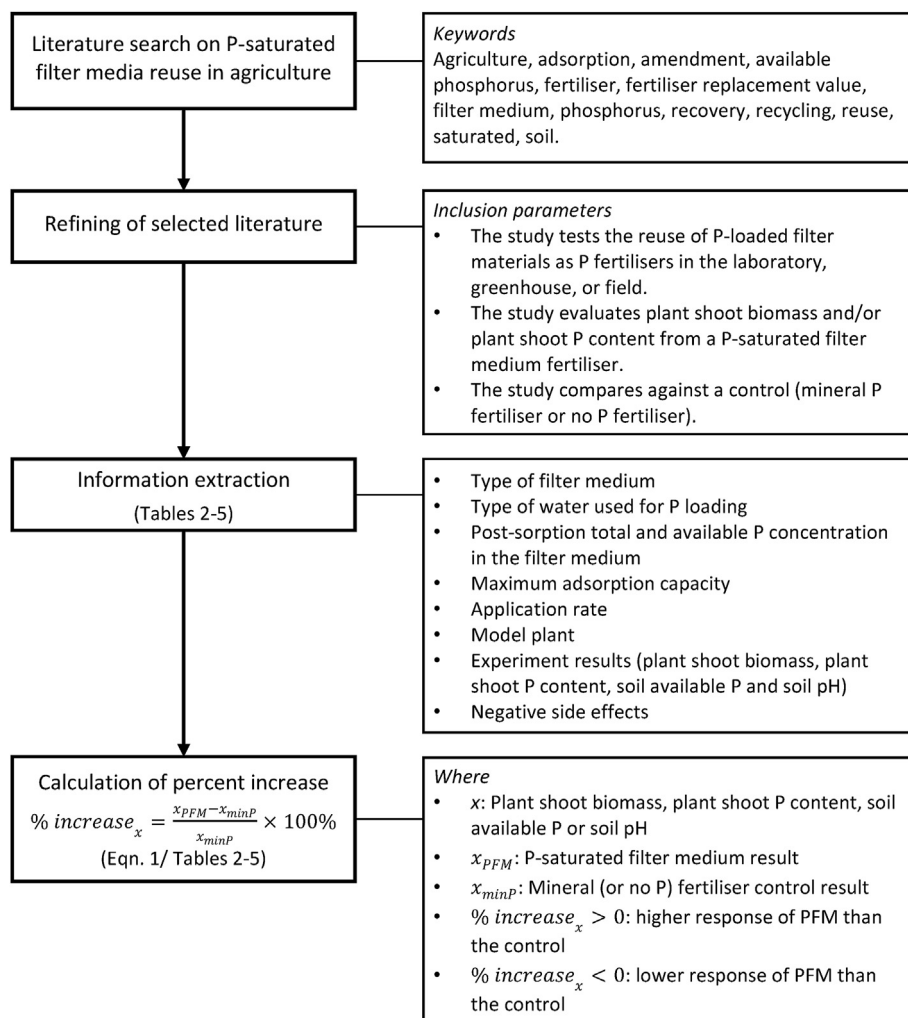 Literature search on P-saturated
filter media reuse in agriculture
Keywords
Agriculture, adsorption, amendment, available
phosphorus, fertiliser, fertiliser replacement value,
filter medium, phosphorus, recovery, recycling, reuse,
saturated, soil.
Refining of selected literature
Inclusion parameters
• The study tests the reuse of P-loaded filter
materials as P fertilisers in the laboratory,
greenhouse, or field.
• The study evaluates plant shoot biomass and/or
plant shoot P content from a P-saturated filter
medium fertiliser.
• The study compares against a control (mineral P
fertiliser or no P fertiliser).
Information extraction
(Tables 2-5)
• Type of filter medium
• Type of water used for P loading
• Post-sorption total and available P concentration
in the filter medium
• Maximum adsorption capacity
• Application rate
• Model plant
• Experiment results (plant shoot biomass, plant
shoot P content, soil available P and soil pH)
• Negative side effects
Calculation of percent increase
% increase_x = (x_PFM − x_minP) / x_minP × 100%
(Eqn. 1/ Tables 2-5)
Where
• x: Plant shoot biomass, plant shoot P content, soil
available P or soil pH
• x_PFM: P-saturated filter medium result
• x_minP: Mineral (or no P) fertiliser control result
• % increase_x > 0: higher response of PFM than
the control
• % increase_x < 0: lower response of PFM than
the control